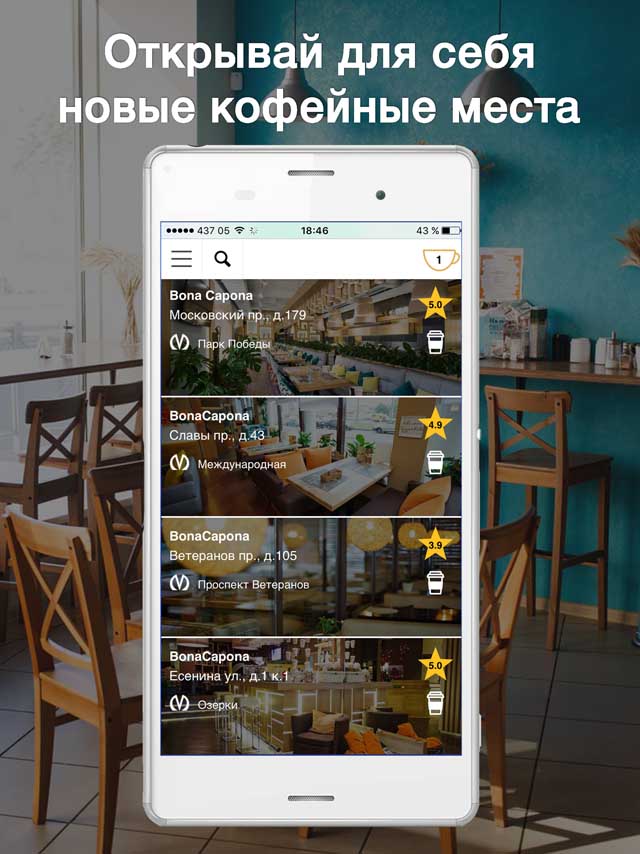 Открывай для себя
новые кофейные места
437 05 18:46 43 %
1
Bona Capona
5.0
Московский пр., д.179
Парк Победы
BonaCapona
4.9
Славы пр., д.43
Международная
BonaCapona
3.9
Ветеранов пр., д.105
Проспект Ветеранов
BonaCapona
5.0
Есенина ул., д.1 к.1
Озерки